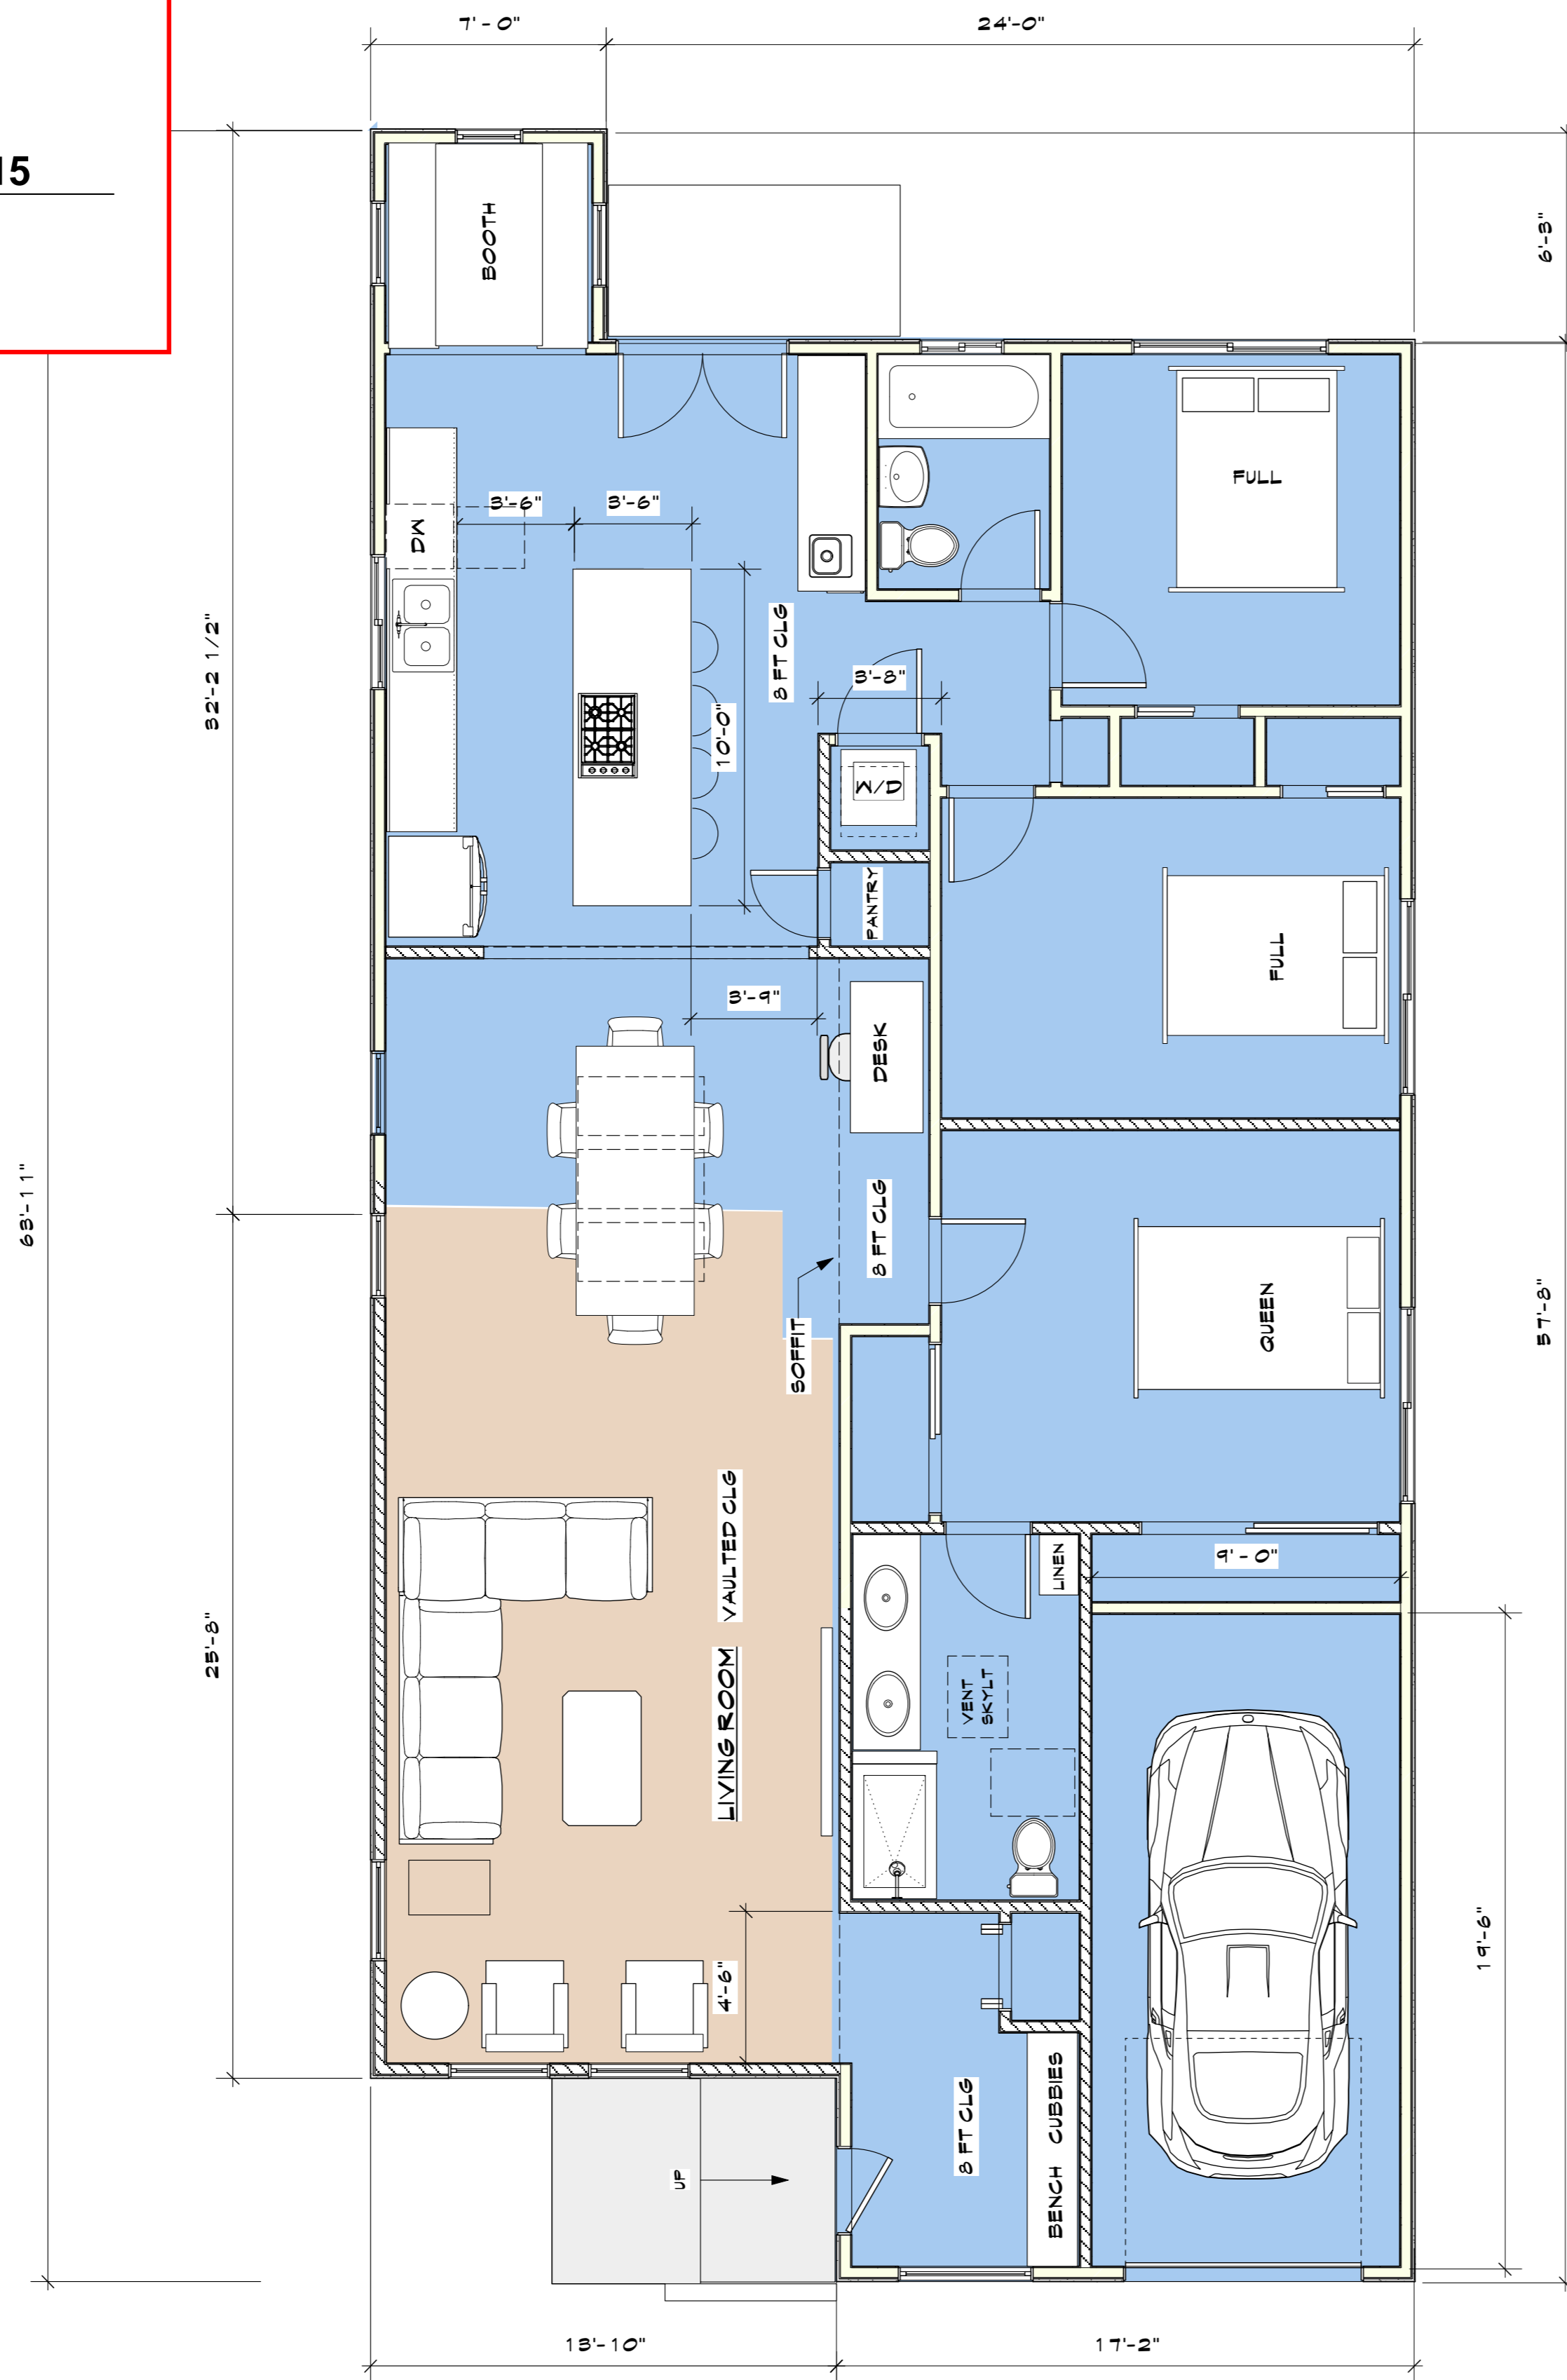 7'-0"
24'-0"
15
BOOTH
6'-3"
FULL
3'-6"
3'-6"
DW
8 FT CLG
32'-2 1/2"
3'-8"
10'-0"
W/D
PANTRY
FULL
3'-9"
DESK
63'-11"
8 FT CLG
SOFFIT
QUEEN
57'-8"
VAULTED CLG
LIVING ROOM
LINEN
9'-0"
25'-8"
VENT
SKYLT
19'-6"
4'-6"
8 FT CLG
BENCH CUBBIES
UP
13'-10"
17'-2"